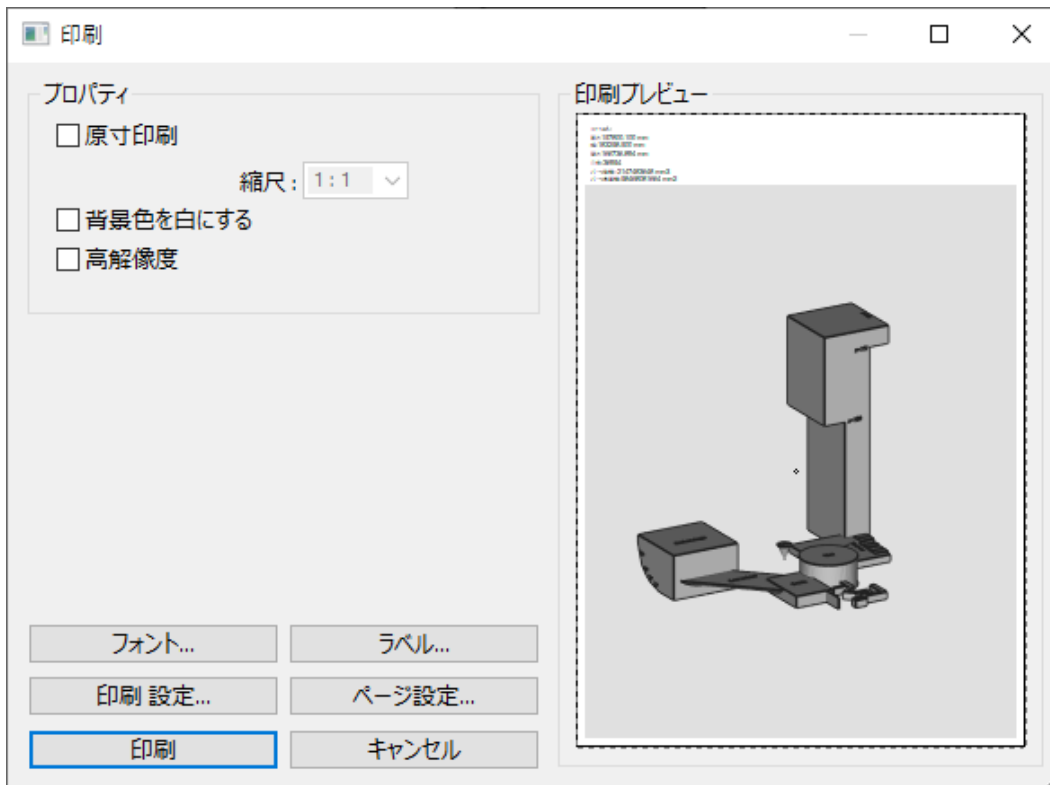 印刷
プロパティ
原寸印刷
縮尺 : 1 : 1
背景色を白にする
高解像度
フォント...
ラベル...
印刷 設定...
ページ設定...
印刷
キャンセル
印刷プレビュー